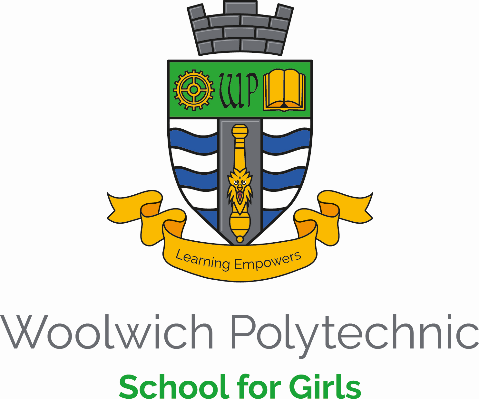 WP
Learning Empowers
Woolwich Polytechnic
School for Girls